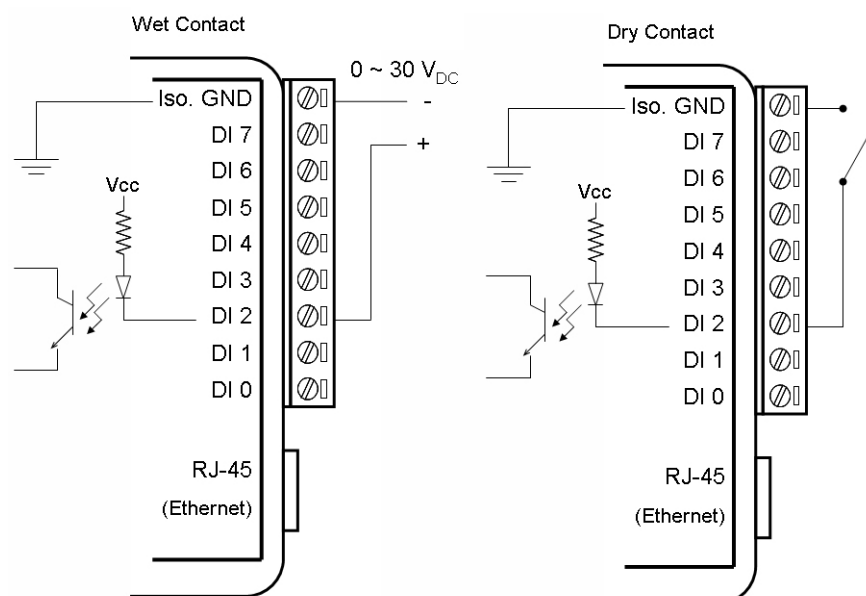 Wet Contact
0 ~ 30 VDC
-
+
Iso. GND
DI 7
DI 6
DI 5
DI 4
DI 3
DI 2
DI 1
DI 0
Vcc
RJ-45
(Ethernet)
Dry Contact
Iso. GND
DI 7
DI 6
DI 5
DI 4
DI 3
DI 2
DI 1
DI 0
Vcc
RJ-45
(Ethernet)